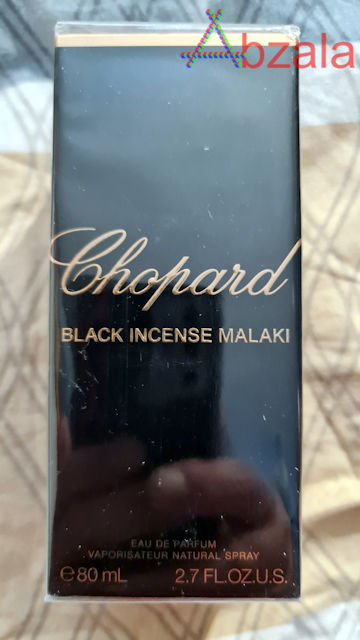 Abzala
Chopard
BLACK INCENSE MALAKI
EAU DE PARFUM
VAPORISATEUR NATURAL SPRAY
℮80 mL 2.7 FL.OZ.U.S.